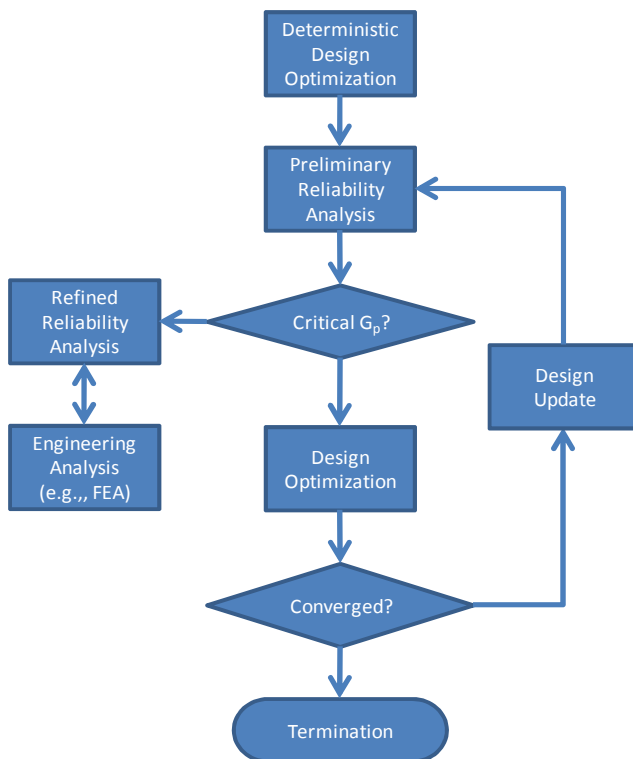 Deterministic
Design
Optimization
Preliminary
Reliability
Analysis
Refined
Reliability
Analysis
Critical Gp?
Design
Update
Engineering
Analysis
(e.g.,, FEA)
Design
Optimization
Converged?
Termination